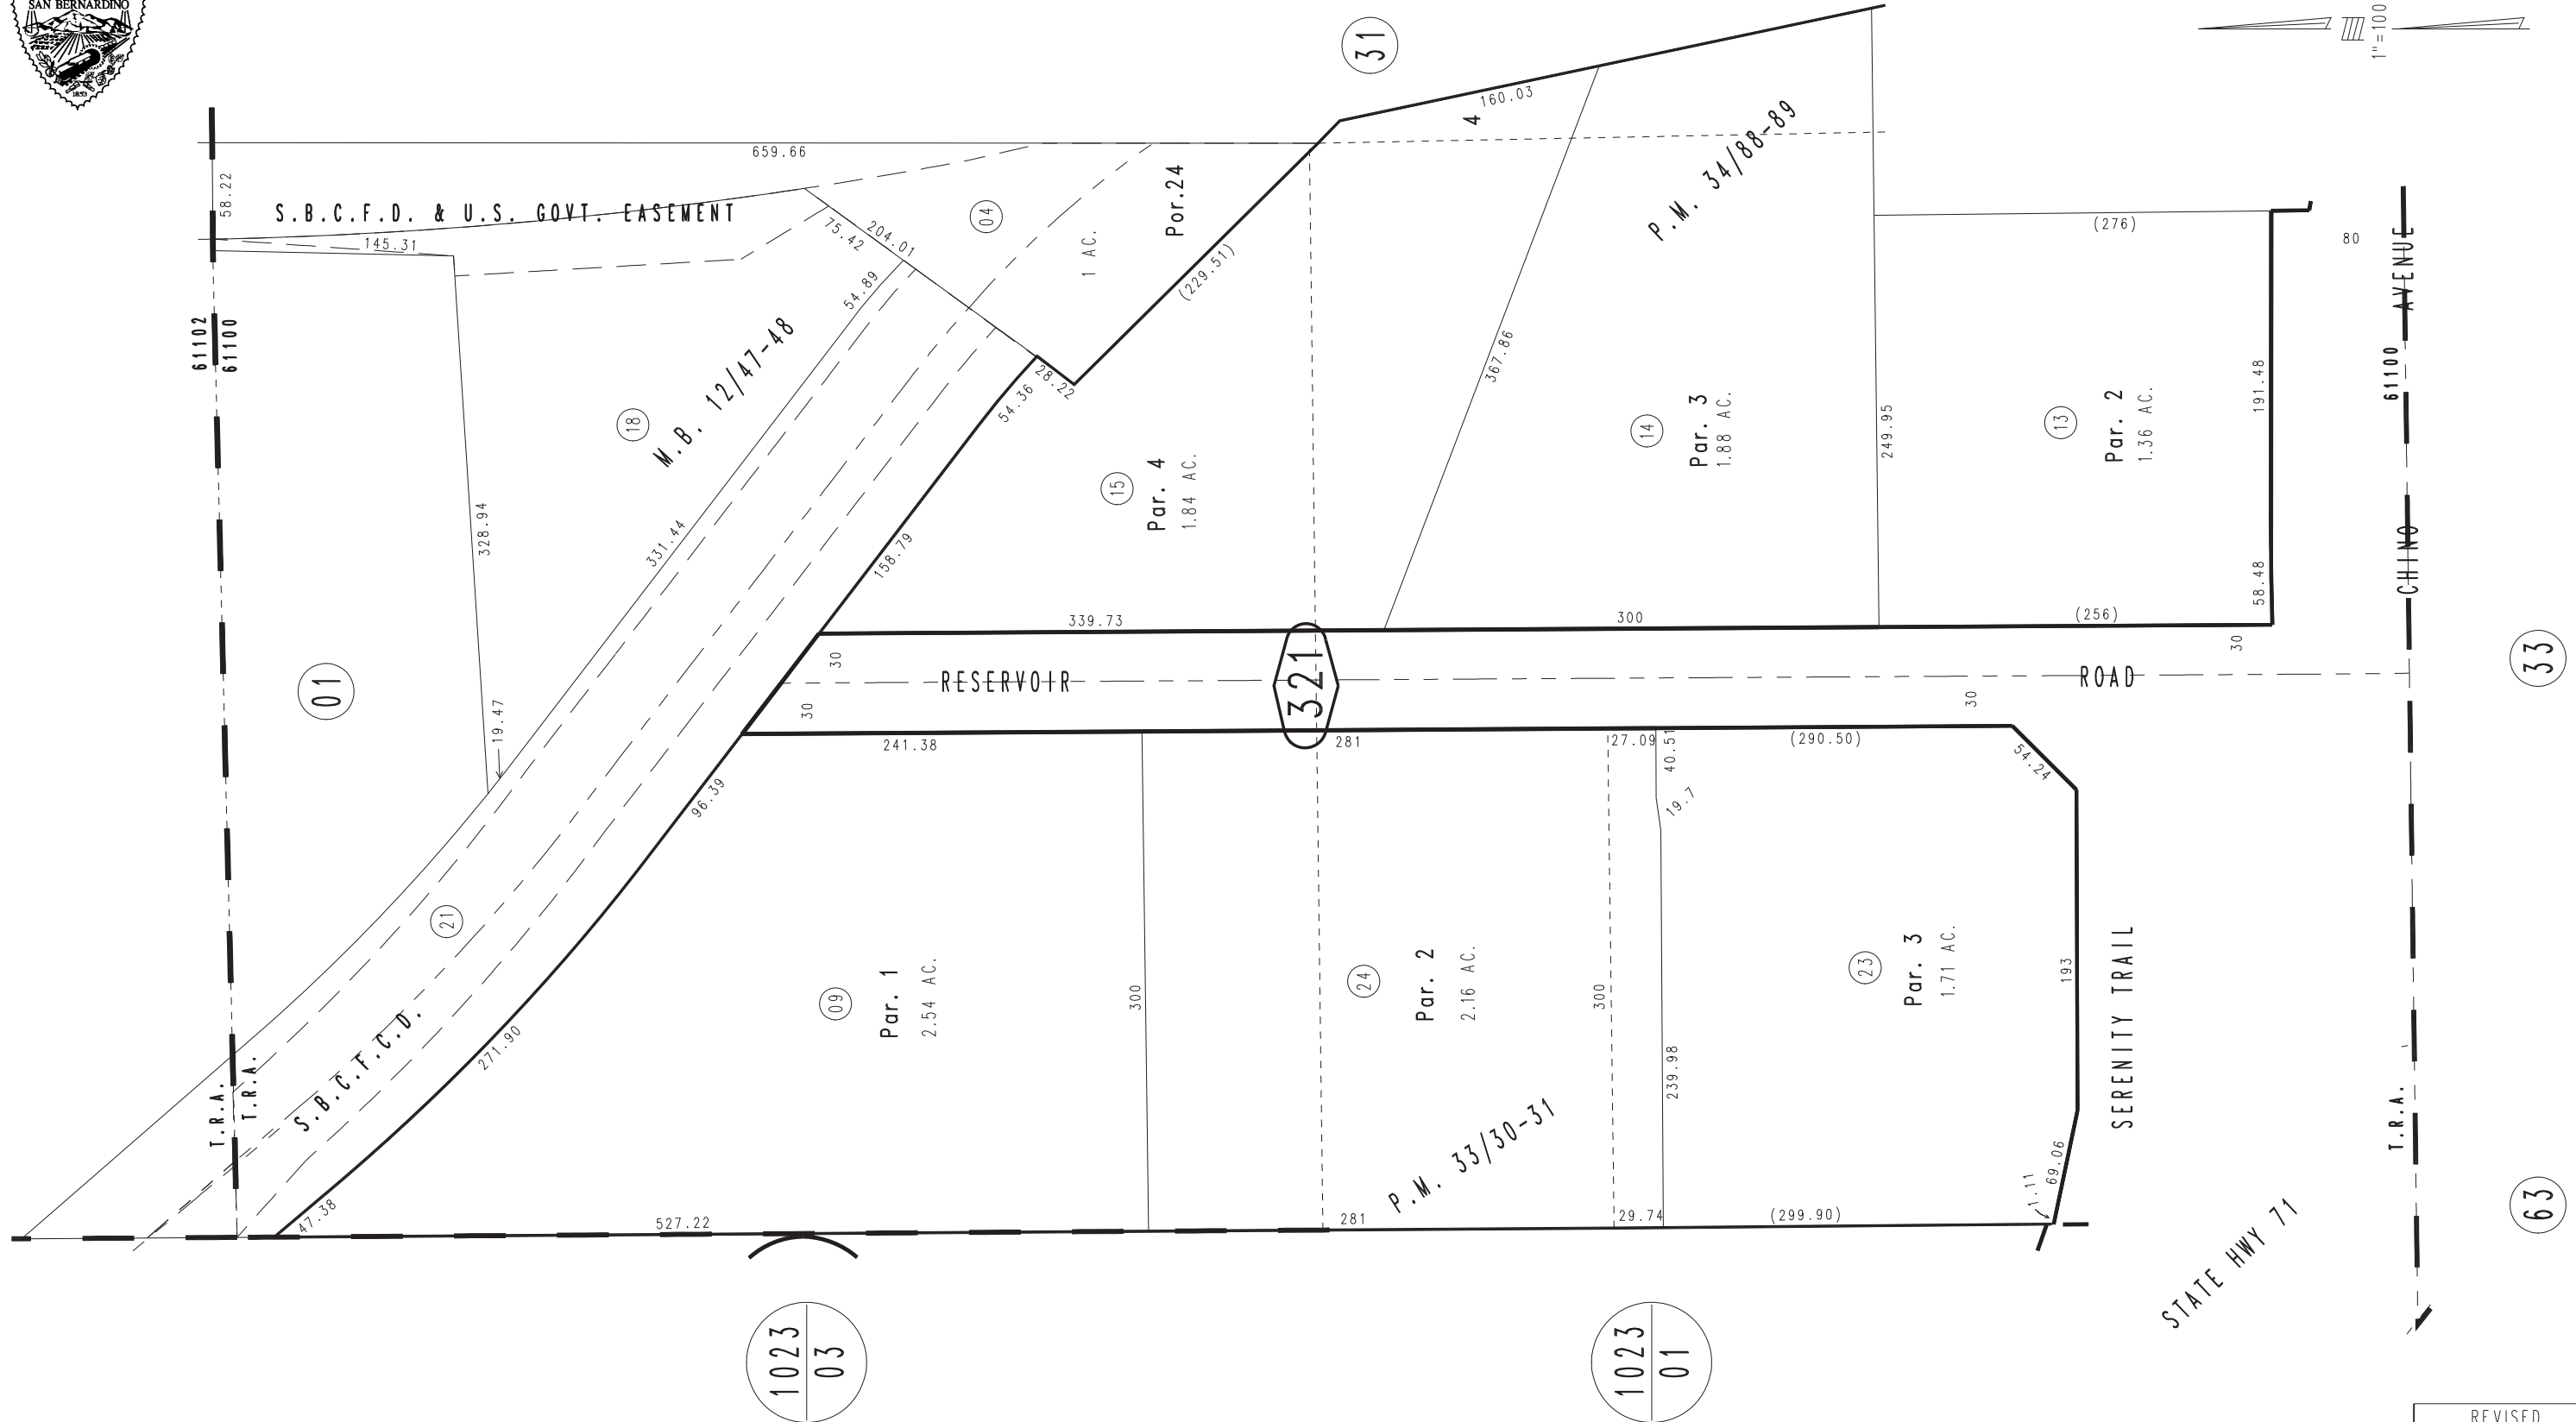 SAN BERNARDINO
1853
31
1"=100
659.66
58.22
S.B.C.F.D. & U.S. GOVT. EASEMENT
145.31
75.42
204.01
04
1 AC.
Por.24
(229.51)
4
160.03
P.M. 34/88-89
(276)
80
AVENUE
61102
61100
54.89
M.B. 12/47-48
18
28.22
54.36
367.86
249.95
14
Par. 3
1.88 AC.
13
Par. 2
1.36 AC.
191.48
61100
15
Par. 4
1.84 AC.
328.94
331.44
158.79
58.48
CHINO
339.73
300
(256)
30
30
01
RESERVOIR
321
ROAD
33
19.47
30
30
241.38
281
27.09
40.51
(290.50)
54.24
96.39
19.7
21
09
Par. 1
2.54 AC.
300
24
Par. 2
2.16 AC.
300
23
Par. 3
1.71 AC.
193
SERENITY TRAIL
271.90
S.B.C.F.C.D.
239.98
T.R.A.
T.R.A.
T.R.A.
P.M. 33/30-31
69.06
1.11
47.38
527.22
281
29.74
(299.90)
63
STATE HWY 71
1023
03
1023
01
REVISED